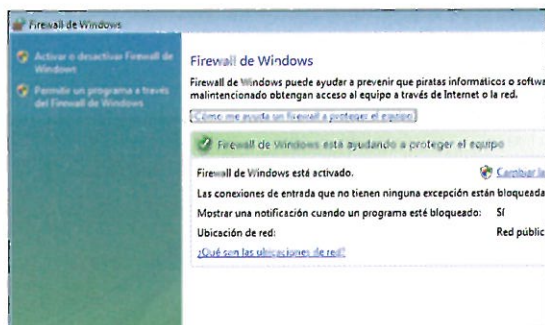 Firewall de Windows
Activar o desactivar Firewall de
Windows
Permitir un programa a través
del Firewall de Windows
Firewall de Windows
Firewall de Windows puede ayudar a prevenir que piratas informáticos o softwa
malintencionado obtengan acceso al equipo a través de Internet o la red.
¿Cómo me ayuda un firewall a proteger el equipo?
Firewall de Windows está ayudando a proteger el equipo
Firewall de Windows está activado.
Cambiar la
Las conexiones de entrada que no tienen ninguna excepción están bloqueada
Mostrar una notificación cuando un programa esté bloqueado: Sí
Ubicación de red: Red públic
¿Qué son las ubicaciones de red?